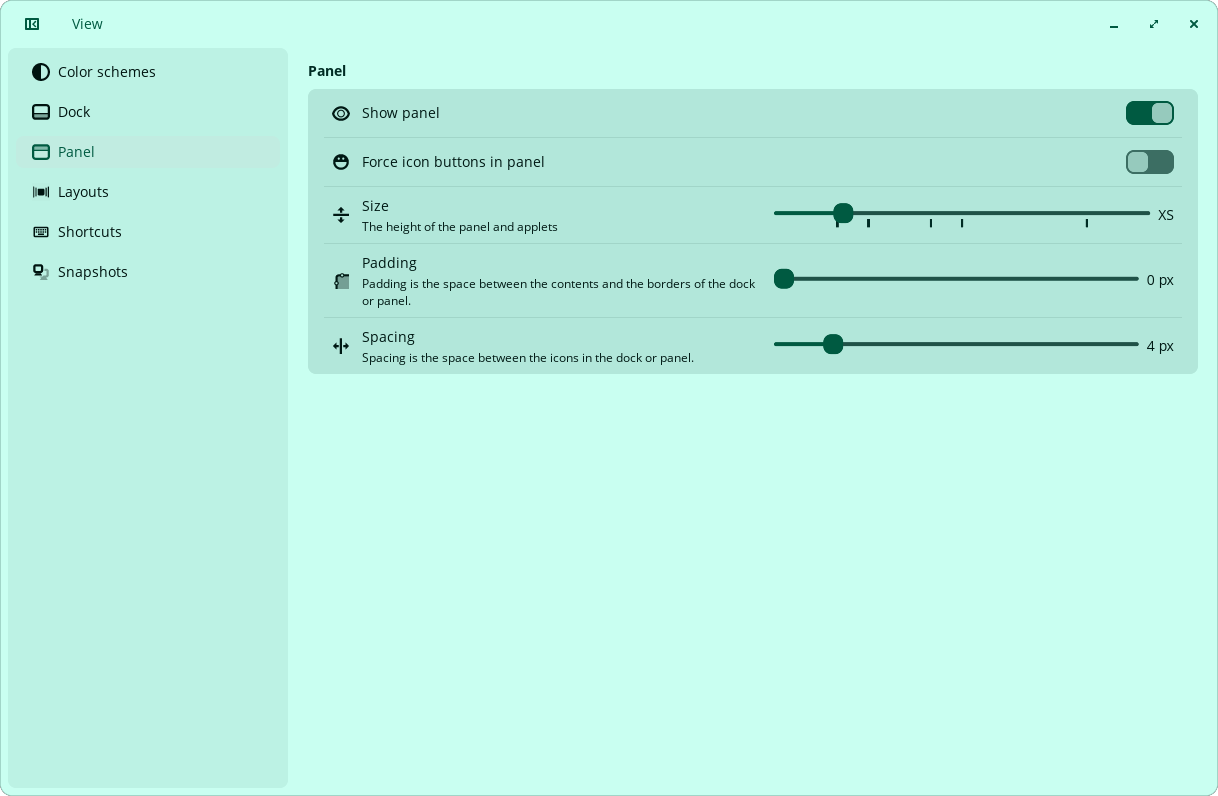 View
Color schemes
Dock
Panel
Layouts
Shortcuts
Snapshots
Panel
Show panel
Force icon buttons in panel
Size
The height of the panel and applets
XS
Padding
Padding is the space between the contents and the borders of the dock
or panel.
0 px
Spacing
Spacing is the space between the icons in the dock or panel.
4 px